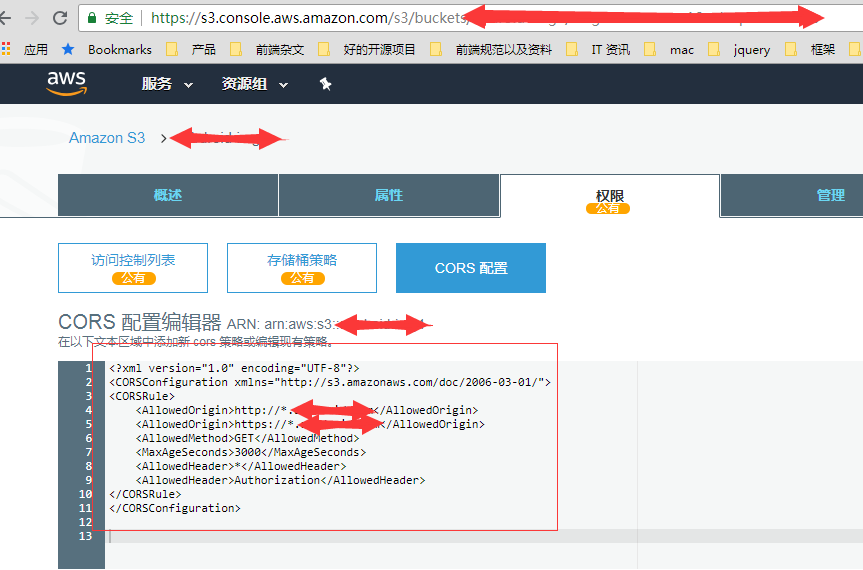 安全 https://s3.console.aws.amazon.com/s3/buckets/
应用 Bookmarks 产品 前端杂文 好的开源项目 前端规范以及资料 IT 资讯 mac jquery 框架
aws 服务 资源组
Amazon S3 >
概述 属性 权限 管理
公有
访问控制列表 存储桶策略 CORS 配置
公有 公有
CORS 配置编辑器 ARN: arn:aws:s3:
在以下文本区域中添加新 cors 策略或编辑现有策略。
1 <?xml version="1.0" encoding="UTF-8"?>
2 <CORSConfiguration xmlns="http://s3.amazonaws.com/doc/2006-03-01/">
3 <CORSRule>
4 <AllowedOrigin>http://*. </AllowedOrigin>
5 <AllowedOrigin>https://*. </AllowedOrigin>
6 <AllowedMethod>GET</AllowedMethod>
7 <MaxAgeSeconds>3000</MaxAgeSeconds>
8 <AllowedHeader>*</AllowedHeader>
9 <AllowedHeader>Authorization</AllowedHeader>
10 </CORSRule>
11 </CORSConfiguration>
12
13